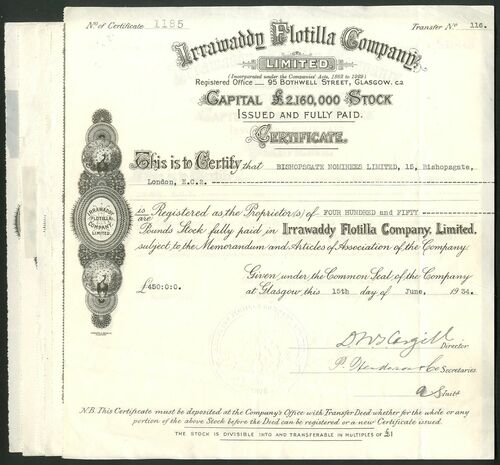 No of Certificate 1195
Transfer No 116.
Irrawaddy Flotilla Company,
LIMITED.
(Incorporated under the Companies' Acts, 1862 to 1929)
Registered Office _ 95 BOTHWELL STREET, GLASGOW. C.2
CAPITAL £2,160,000 STOCK
ISSUED AND FULLY PAID.
CERTIFICATE.
This is to Certify that BISHOPSGATE NOMINEES LIMITED, 15, Bishopsgate,
London, E.C.2.
is
are Registered as the Proprietor(s) of FOUR HUNDRED and FIFTY
Pounds Stock fully paid in Irrawaddy Flotilla Company, Limited.
subject to the Memorandum and Articles of Association of the Company.
IRRAWADDY
FLOTILLA
COMPANY,
LIMITED.
Given under the Common Seal of the Company
£450:0:0.
at Glasgow, this 15th day of June, 1934.
D W T Cargill Director
P. Henderson & Co Secretaries
N.B. This Certificate must be deposited at the Company's Office with Transfer Deed whether for the whole or any
portion of the above Stock before the Deed can be registered or a new Certificate issued.
THE STOCK IS DIVISIBLE INTO AND TRANSFERABLE IN MULTIPLES OF £1